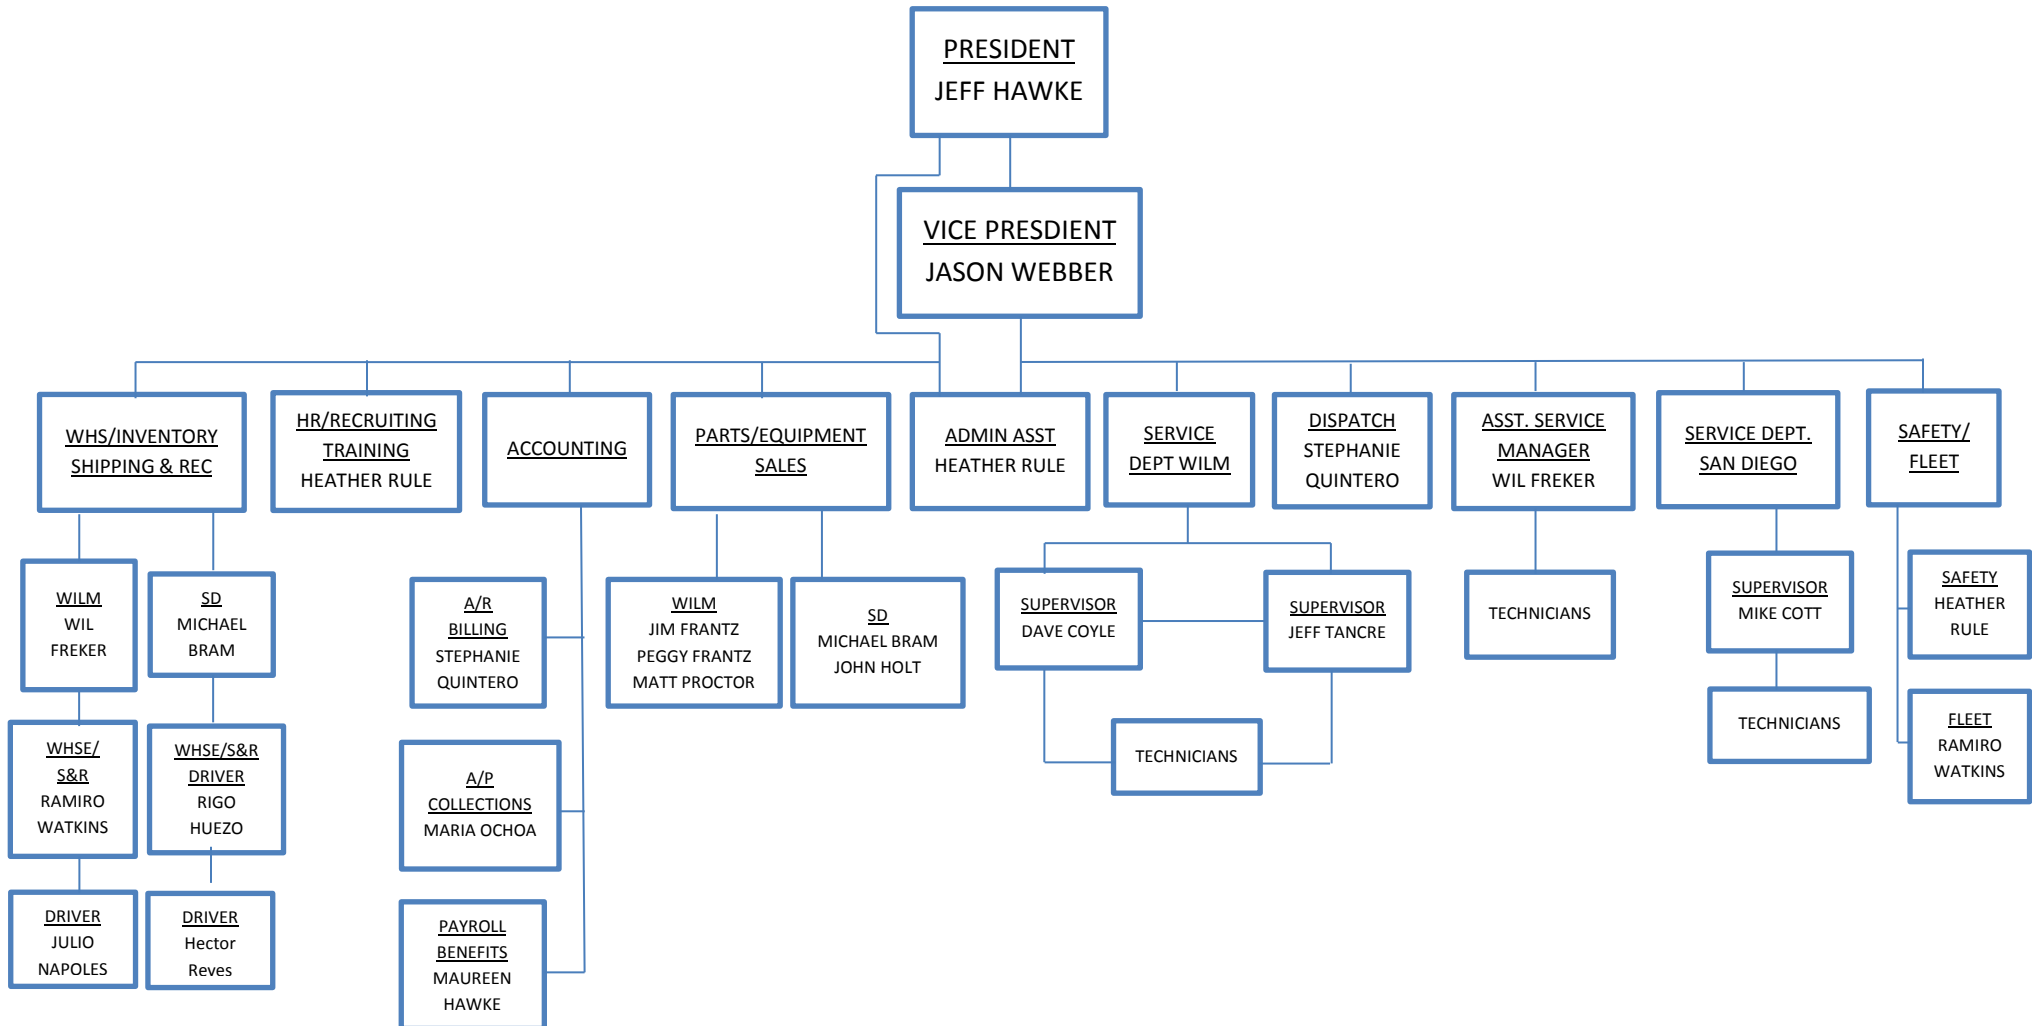 PRESIDENT
JEFF HAWKE
VICE PRESDIENT
JASON WEBBER
WHS/INVENTORY
SHIPPING & REC
HR/RECRUITING
TRAINING
HEATHER RULE
ACCOUNTING
PARTS/EQUIPMENT
SALES
ADMIN ASST
HEATHER RULE
SERVICE
DEPT WILM
DISPATCH
STEPHANIE
QUINTERO
ASST. SERVICE
MANAGER
WIL FREKER
SERVICE DEPT.
SAN DIEGO
SAFETY/
FLEET
WILM
WIL
FREKER
SD
MICHAEL
BRAM
A/R
BILLING
STEPHANIE
QUINTERO
WILM
JIM FRANTZ
PEGGY FRANTZ
MATT PROCTOR
SD
MICHAEL BRAM
JOHN HOLT
SUPERVISOR
DAVE COYLE
SUPERVISOR
JEFF TANCRE
TECHNICIANS
SUPERVISOR
MIKE COTT
SAFETY
HEATHER
RULE
WHSE/
S&R
RAMIRO
WATKINS
WHSE/S&R
DRIVER
RIGO
HUEZO
A/P
COLLECTIONS
MARIA OCHOA
TECHNICIANS
TECHNICIANS
FLEET
RAMIRO
WATKINS
DRIVER
JULIO
NAPOLES
DRIVER
Hector
Reves
PAYROLL
BENEFITS
MAUREEN
HAWKE